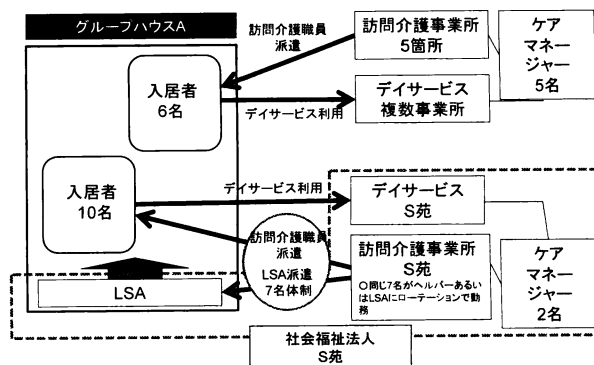 グループハウスA
訪問介護職員
派遣
訪問介護事業所
5箇所
ケア
マネー
ジャー
5名
入居者
6名
デイサービス利用
デイサービス
複数事業所
入居者
10名
デイサービス利用
デイサービス
S苑
訪問介護職員
派遣
LSA派遣
7名体制
訪問介護事業所
S苑
〇同じ7名がヘルパーあるい
はLSAにローテーションで勤
務
ケア
マネー
ジャー
2名
LSA
社会福祉法人
S苑